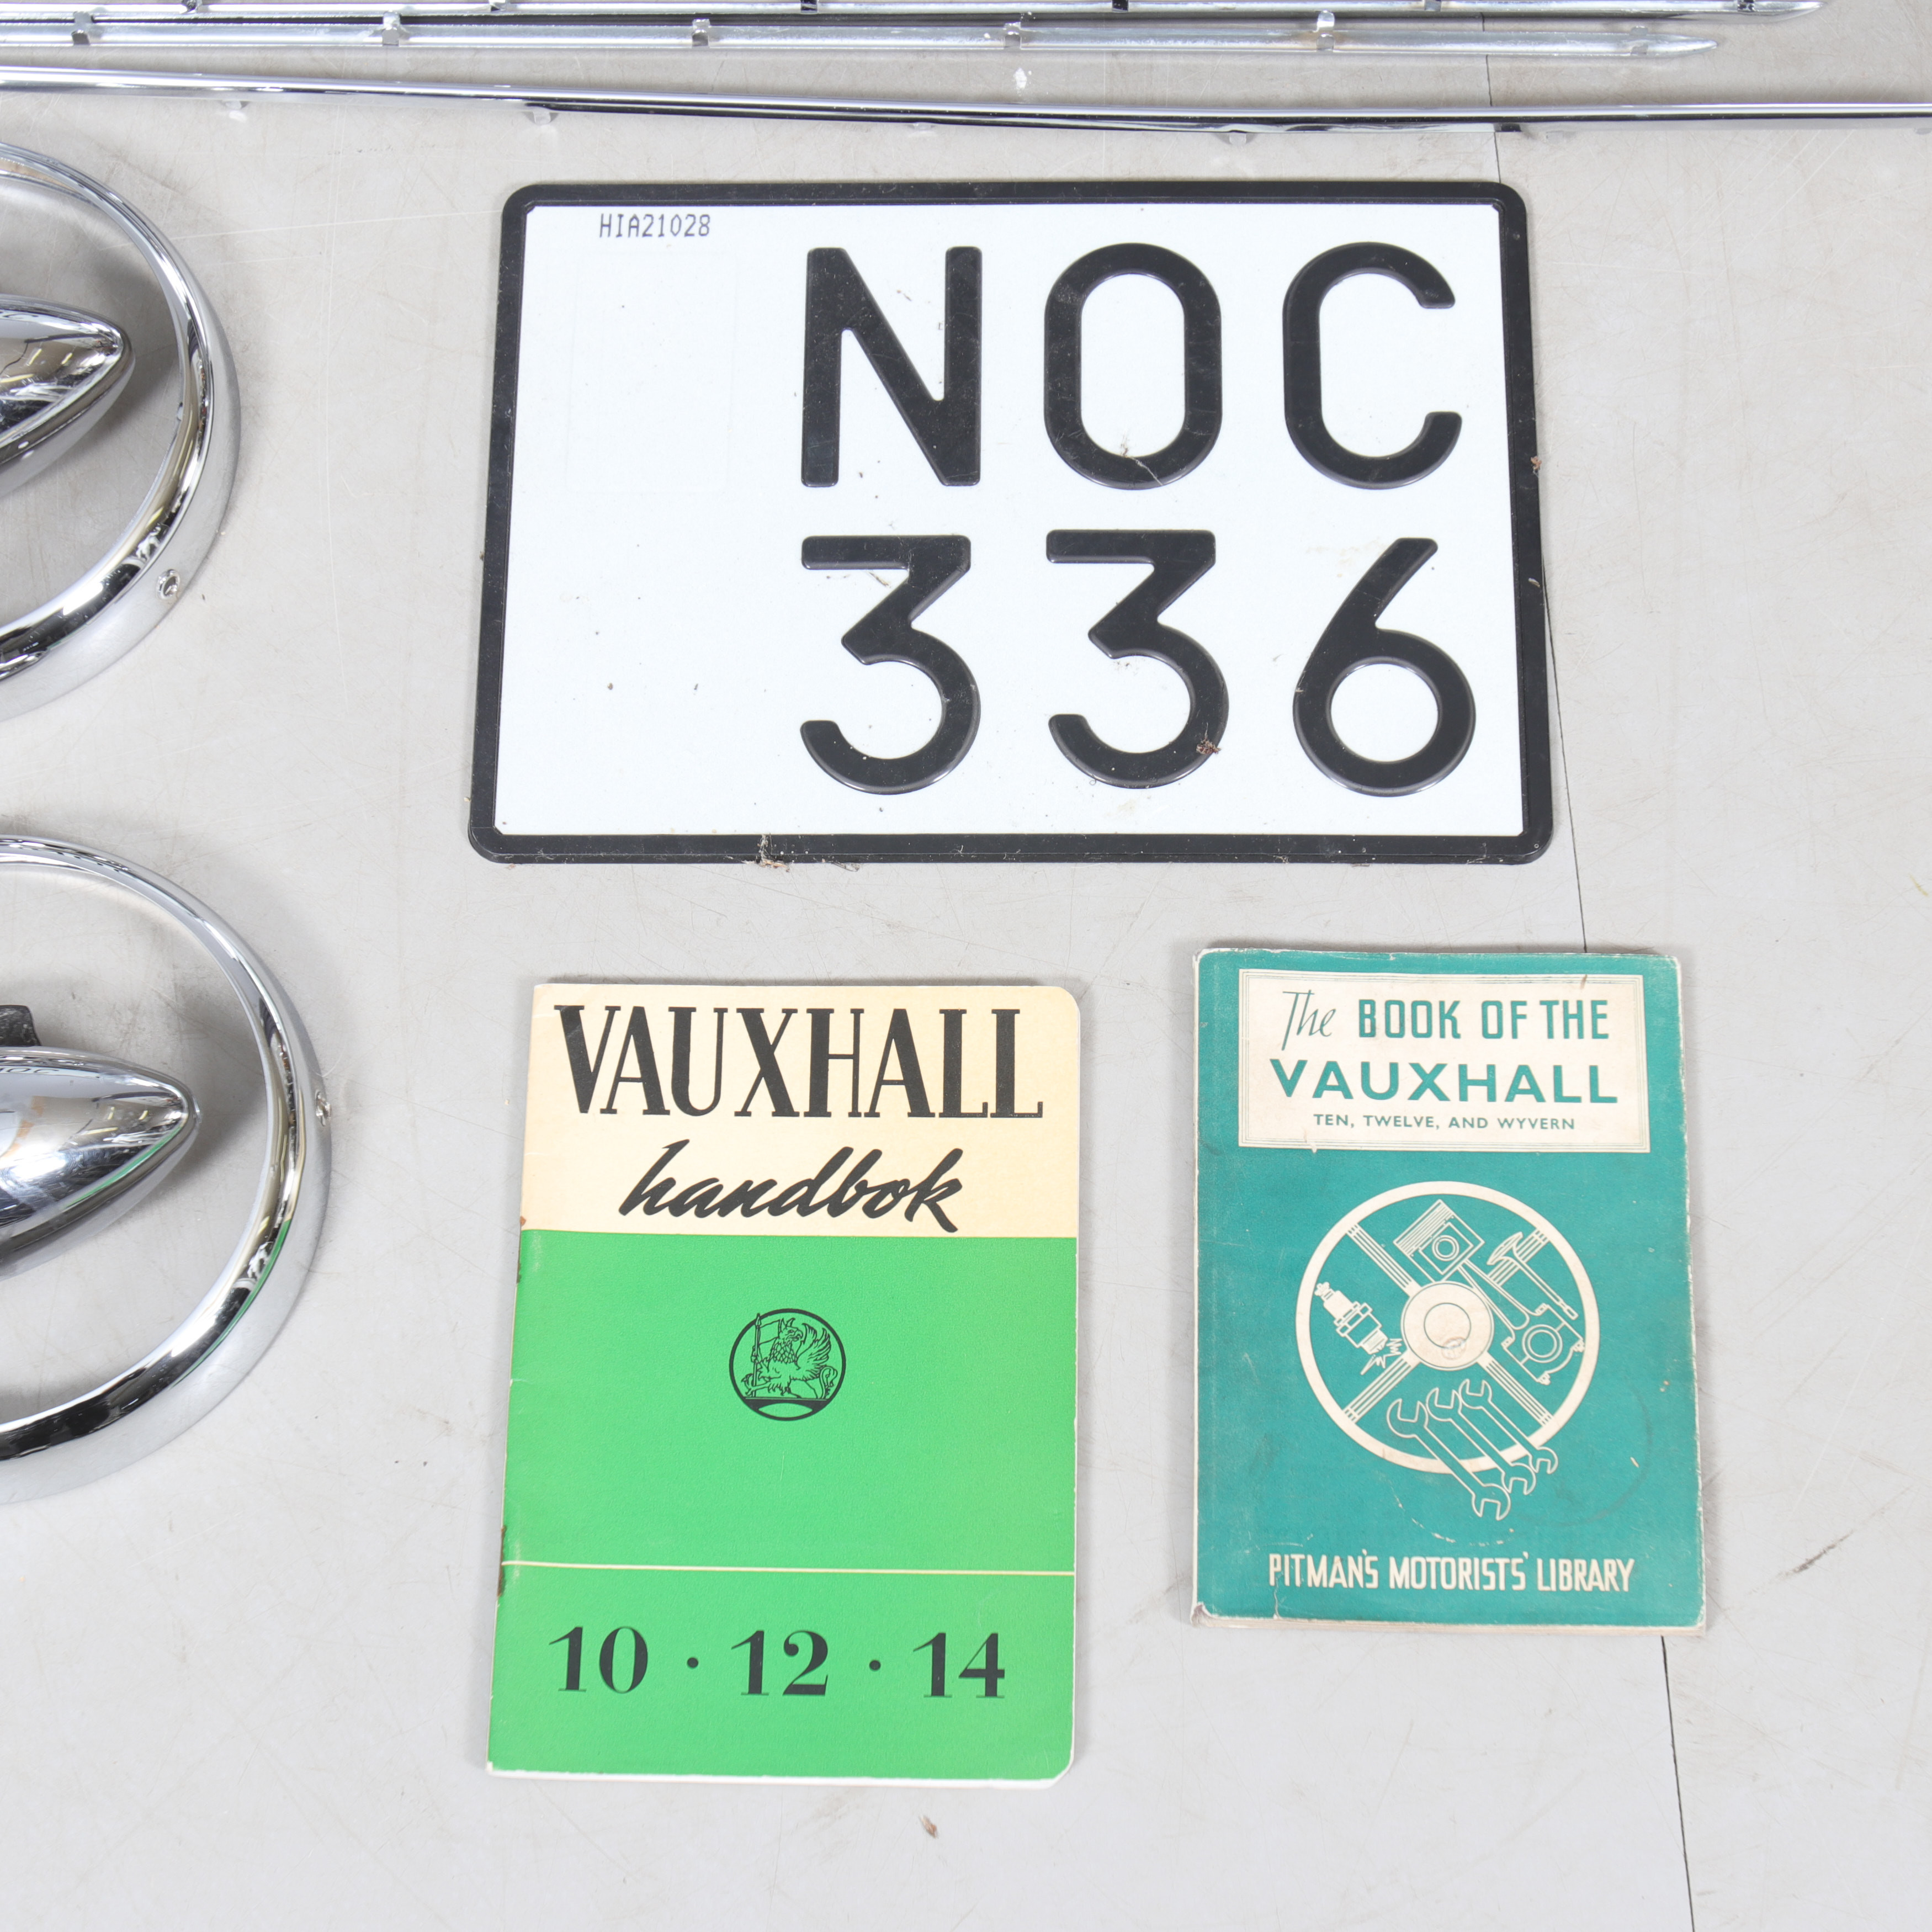 HIA21028
NOC
336
VAUXHALL
handbok
10 · 12 · 14
The BOOK OF THE
VAUXHALL
TEN, TWELVE, AND WYVERN
PITMAN'S MOTORISTS' LIBRARY